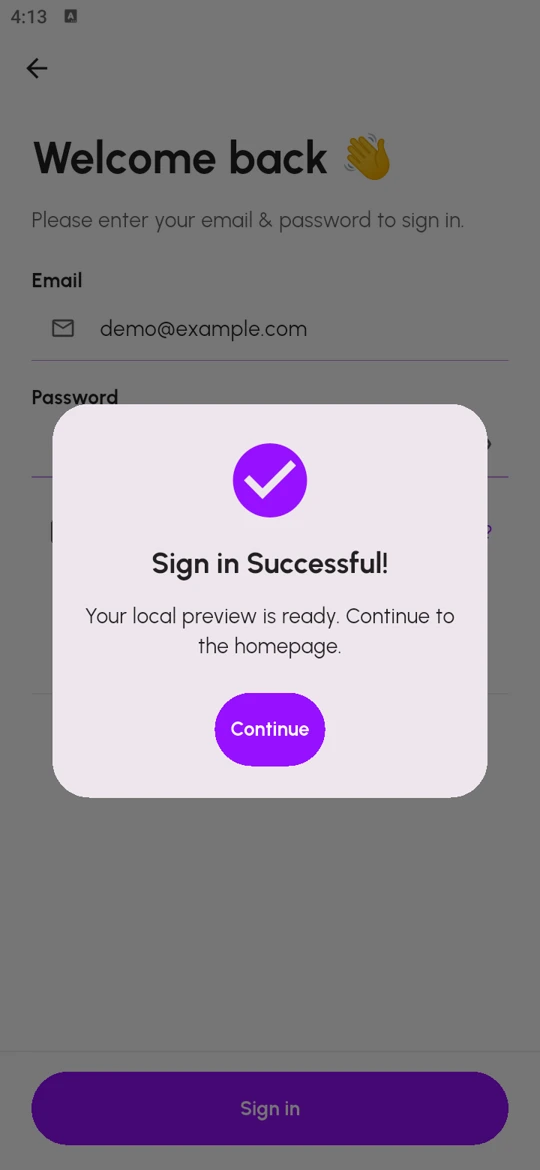 4:13
Welcome back 👋
Please enter your email & password to sign in.
Email
demo@example.com
Password
Sign in Successful!
Your local preview is ready. Continue to
the homepage.
Continue
Sign in